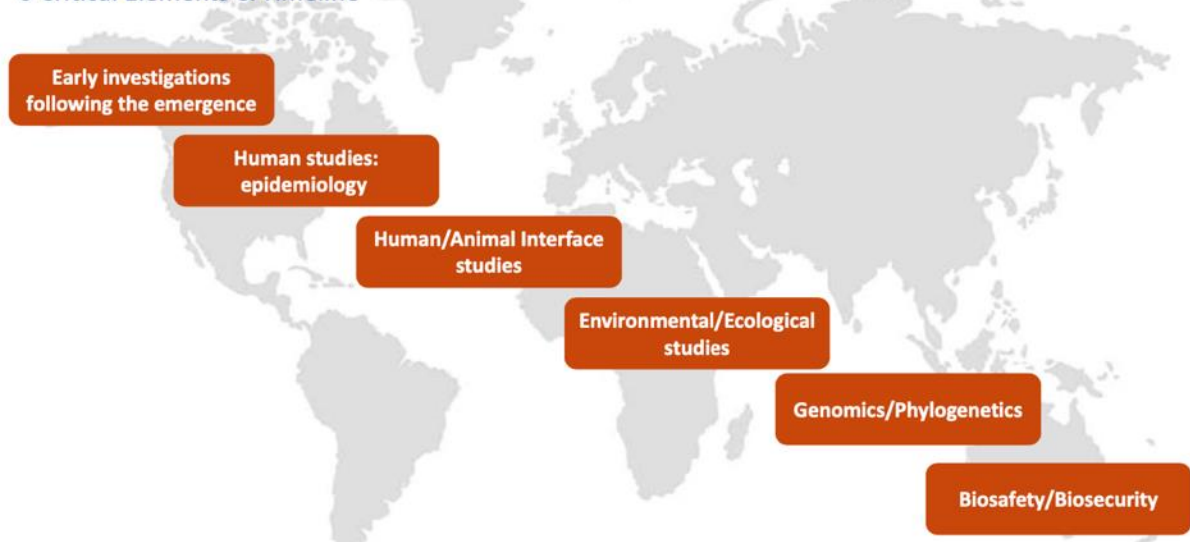 Early investigations
following the emergence
Human studies:
epidemiology
Human/Animal Interface
studies
Environmental/Ecological
studies
Genomics/Phylogenetics
Biosafety/Biosecurity